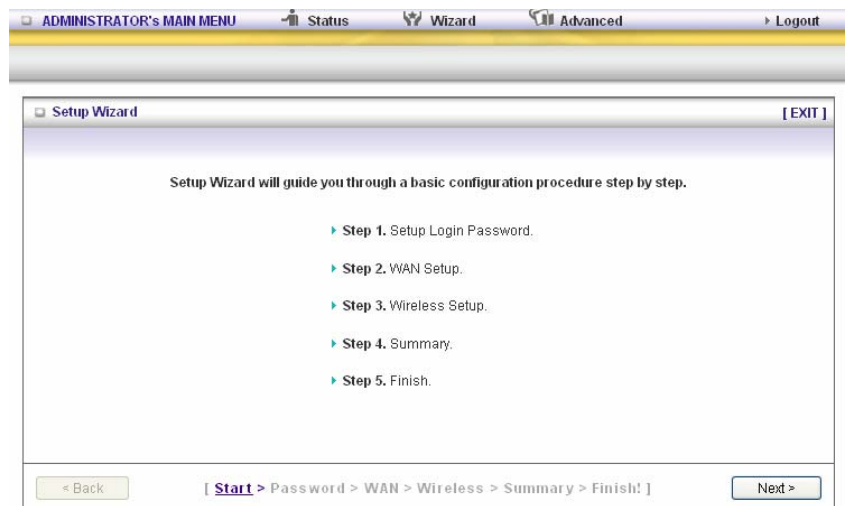 ADMINISTRATOR's MAIN MENU Status Wizard Advanced Logout
Setup Wizard [ EXIT ]
Setup Wizard will guide you through a basic configuration procedure step by step.
Step 1. Setup Login Password.
Step 2. WAN Setup.
Step 3. Wireless Setup.
Step 4. Summary.
Step 5. Finish.
< Back [ Start > Password > WAN > Wireless > Summary > Finish! ] Next >